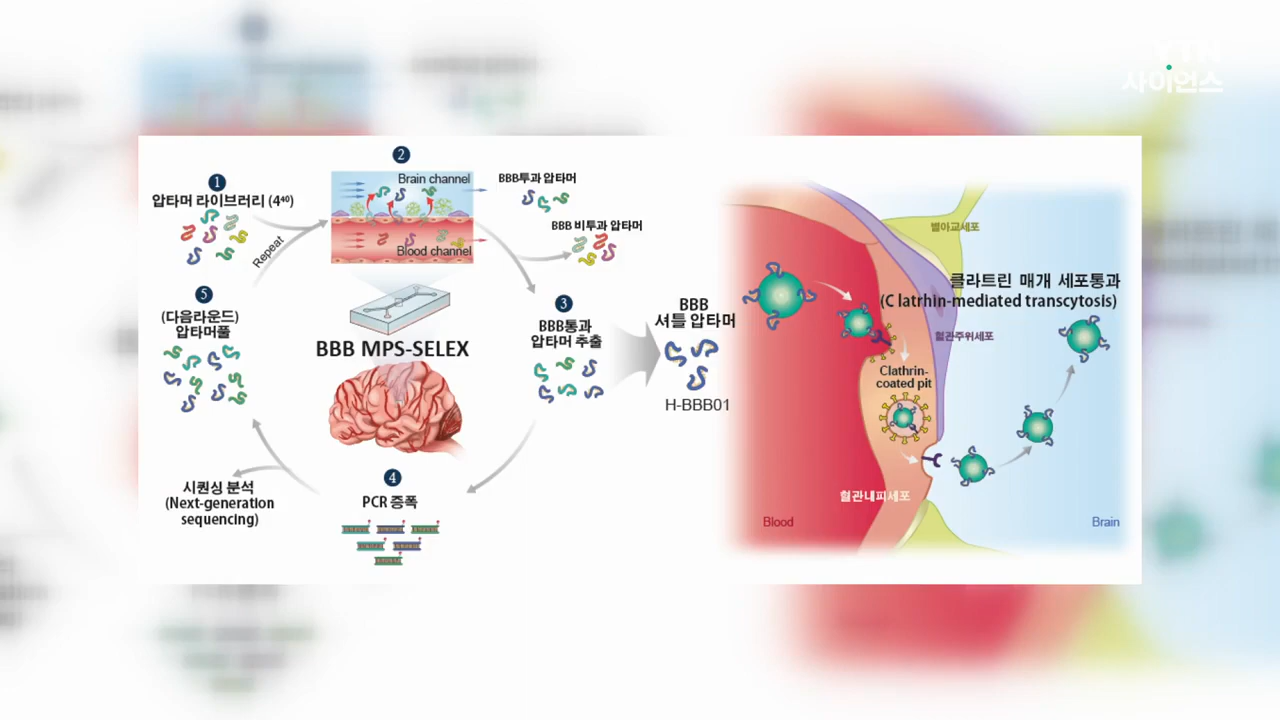 YTN
사이언스
1
압타머 라이브러리 (4⁴⁰)
Repeat
2
Brain channel
Blood channel
BBB투과 압타머
BBB 비투과 압타머
3
BBB통과
압타머 추출
4
PCR 증폭
시퀀싱 분석
(Next-generation
sequencing)
5
(다음라운드)
압타머풀
BBB MPS-SELEX
BBB
셔틀 압타머
H-BBB01
별아교세포
클라트린 매개 세포통과
(C latrhin-mediated transcytosis)
혈관주위세포
Clathrin-
coated pit
혈관내피세포
Blood
Brain